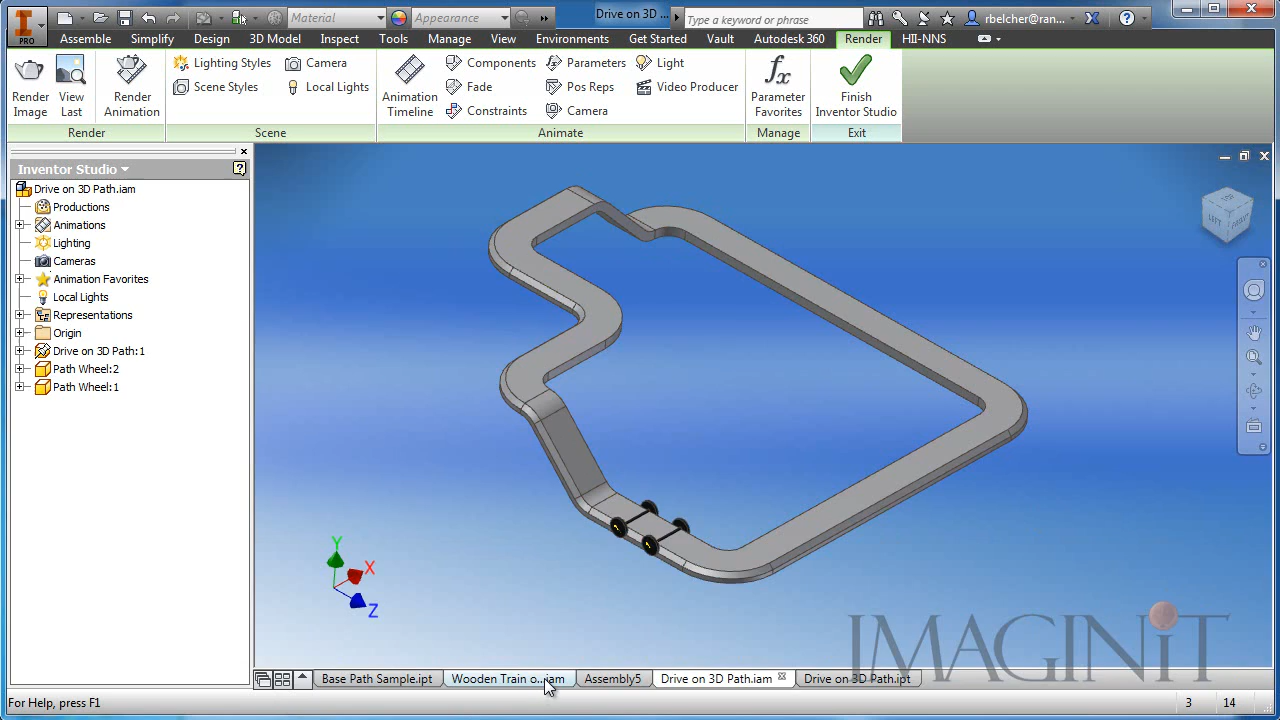 Material
Appearance
Drive on 3D ...
Type a keyword or phrase
rbelcher@ran...
PRO
Assembly Simplify Design 3D Model Inspect Tools Manage View Environments Get Started Vault Autodesk 360 Render HII-NNS
Render Image
View Last
Render Animation
Lighting Styles
Scene Styles
Camera
Local Lights
Animation Timeline
Components
Fade
Constraints
Parameters
Pos Reps
Camera
Light
Video Producer
fx
Parameter Favorites
Finish Inventor Studio
Render Scene Animate Manage Exit
Inventor Studio
Drive on 3D Path.iam
Productions
Animations
Lighting
Cameras
Animation Favorites
Local Lights
Representations
Origin
Drive on 3D Path:1
Path Wheel:2
Path Wheel:1
TOP
LEFT
RIGHT
Y
X
Z
IMAGINiT
Base Path Sample.ipt
Wooden Train o...iam
Assembly5
Drive on 3D Path.iam
Drive on 3D Path.ipt
For Help, press F1
3 14